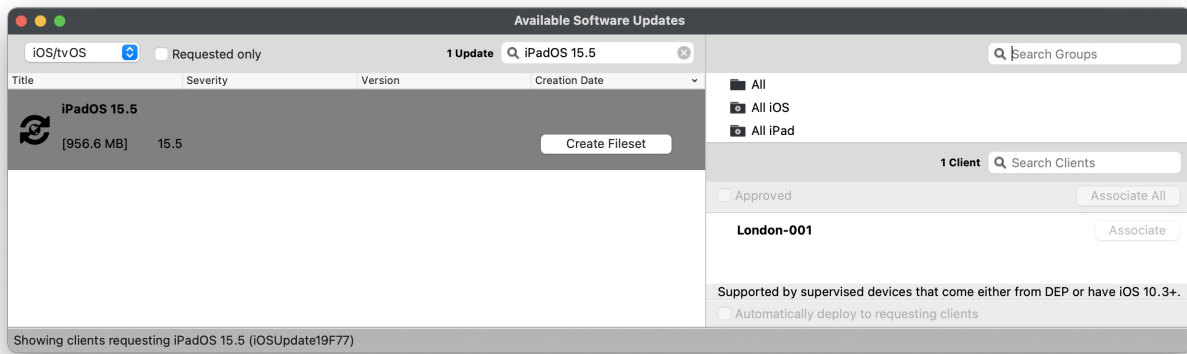 Available Software Updates
iOS/tvOS
Requested only
1 Update
iPadOS 15.5
Title
Severity
Version
Creation Date
iPadOS 15.5
[956.6 MB]
15.5
Create Fileset
Search Groups
All
All iOS
All iPad
1 Client
Search Clients
Approved
Associate All
London-001
Associate
Supported by supervised devices that come either from DEP or have iOS 10.3+.
Automatically deploy to requesting clients
Showing clients requesting iPadOS 15.5 (iOSUpdate19F77)